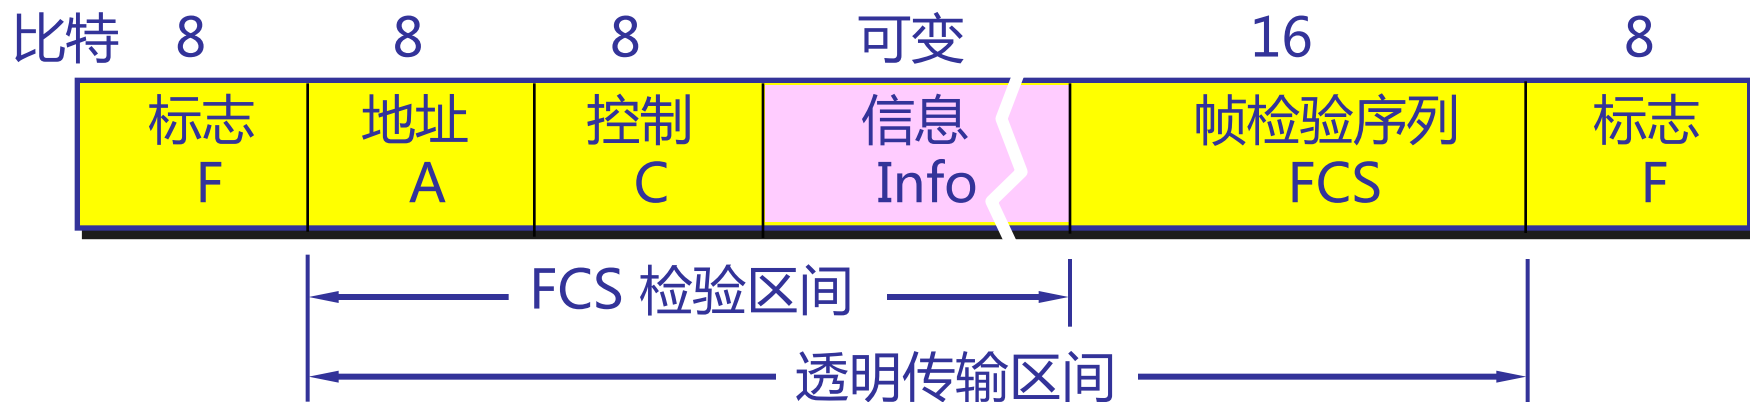 比特 8 8 8 可变 16 8
标志 地址 控制 信息 帧检验序列 标志
F A C Info FCS F
FCS 检验区间
透明传输区间